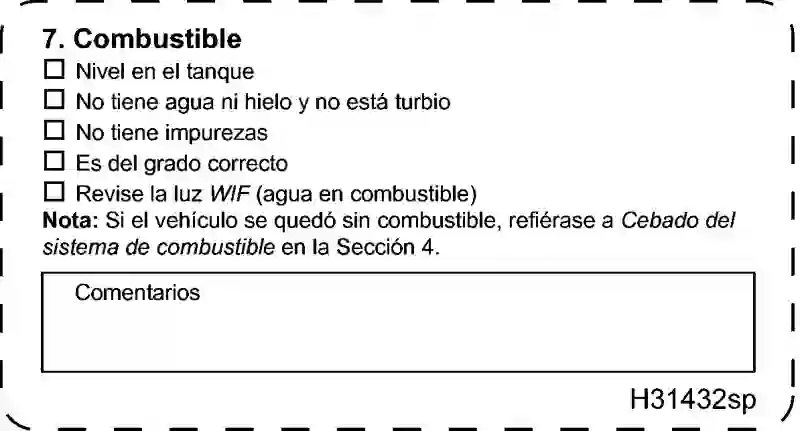 7. Combustible
☐ Nivel en el tanque
☐ No tiene agua ni hielo y no está turbio
☐ No tiene impurezas
☐ Es del grado correcto
☐ Revise la luz WIF (agua en combustible)
Nota: Si el vehículo se quedó sin combustible, refiérase a Cebado del
sistema de combustible en la Sección 4.
Comentarios
H31432sp